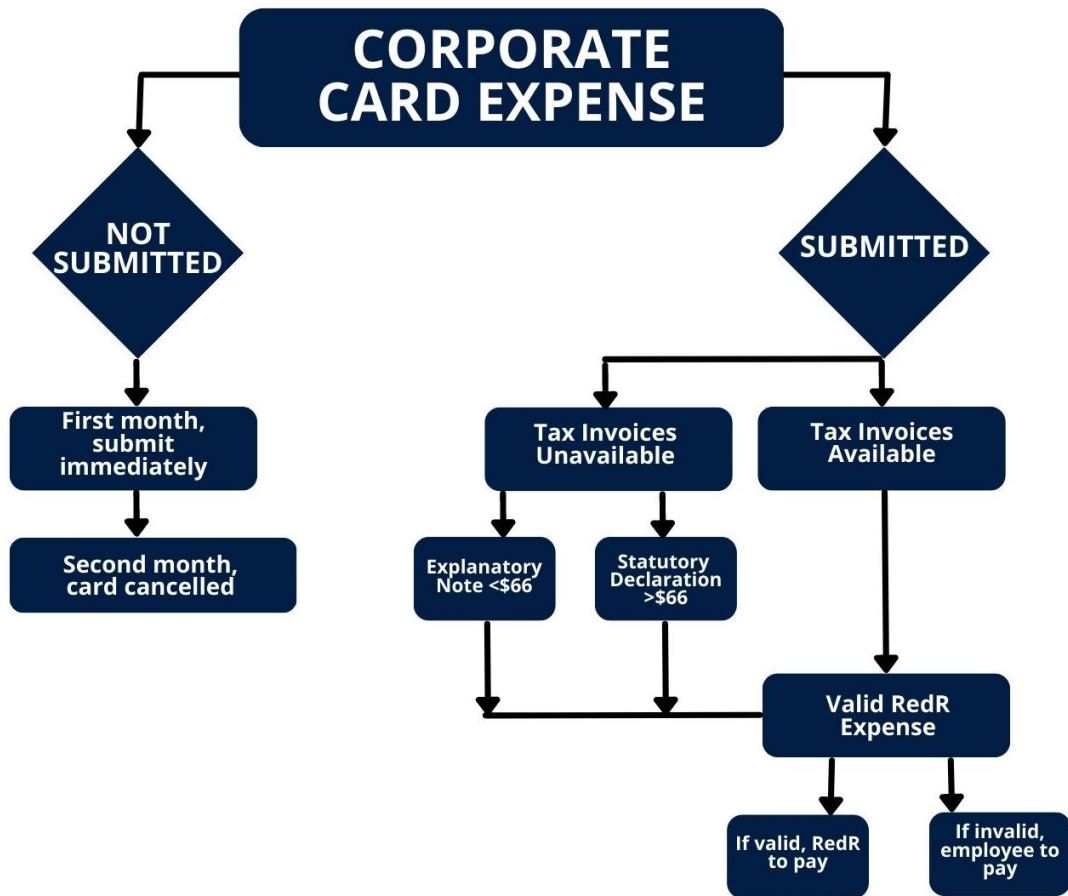 CORPORATE
CARD EXPENSE
NOT
SUBMITTED
SUBMITTED
First month,
submit
immediately
Second month,
card cancelled
Tax Invoices
Unavailable
Tax Invoices
Available
Explanatory
Note <$66
Statutory
Declaration
>$66
Valid RedR
Expense
If valid, RedR
to pay
If invalid,
employee to
pay